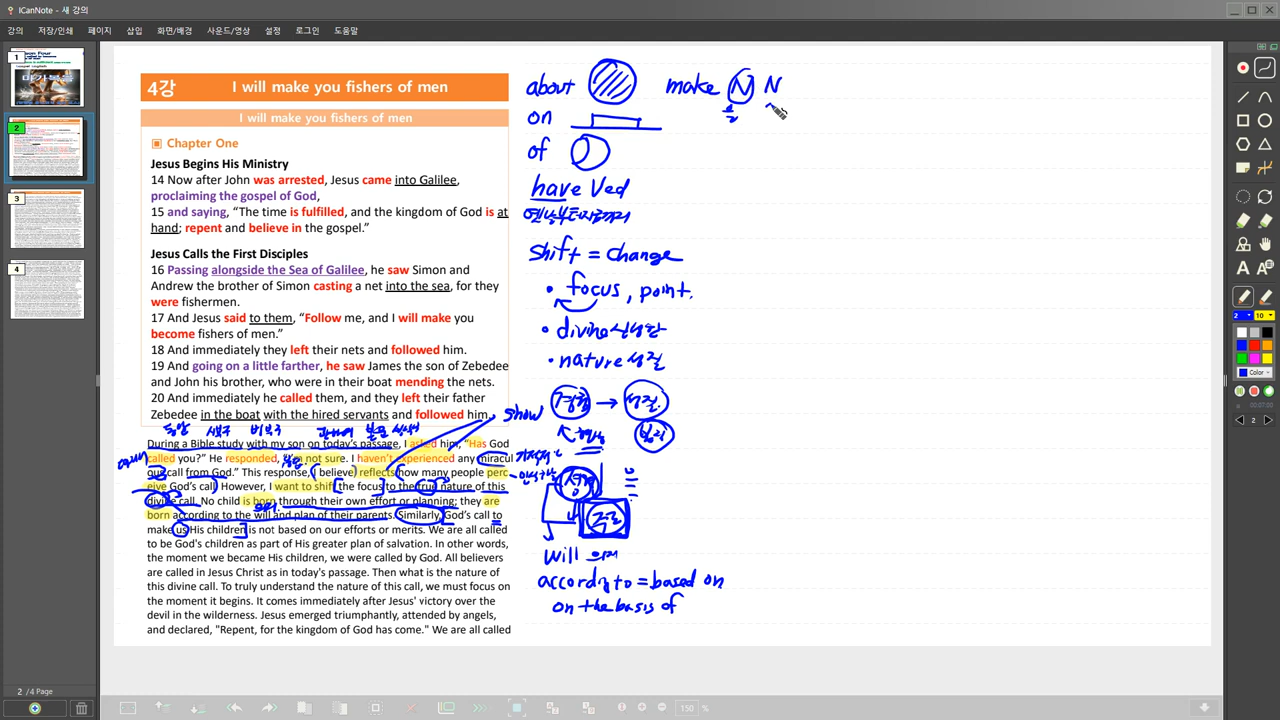 ICanNote - 새 강의
강의 저장/인쇄 페이지 삽입 화면/배경 사운드/영상 설정 로그인 도움말
4강 I will make you fishers of men
I will make you fishers of men
Chapter One
Jesus Begins His Ministry
14 Now after John was arrested, Jesus came into Galilee,
proclaiming the gospel of God,
15 and saying, “The time is fulfilled, and the kingdom of God is at
hand; repent and believe in the gospel.”
Jesus Calls the First Disciples
16 Passing alongside the Sea of Galilee, he saw Simon and
Andrew the brother of Simon casting a net into the sea, for they
were fishermen.
17 And Jesus said to them, “Follow me, and I will make you
become fishers of men.”
18 And immediately they left their nets and followed him.
19 And going on a little farther, he saw James the son of Zebedee
and John his brother, who were in their boat mending the nets.
20 And immediately he called them, and they left their father
Zebedee in the boat with the hired servants and followed him.
During a Bible study with my son on today's passage, I asked him, "Has God
called you?" He responded, "I'm not sure. I haven't experienced any miracul
ous call from God." This response, I believe, reflects how many people perc
eive God's call. However, I want to shift the focus to the true nature of this
divine call. No child is born through their own effort or planning; they are
born according to the will and plan of their parents. Similarly, God's call to
make us His children is not based on our efforts or merits. We are all called
to be God's children as part of His greater plan of salvation. In other words,
the moment we became His children, we were called by God. All believers
are called in Jesus Christ as in today's passage. Then what is the nature of
this divine call. To truly understand the nature of this call, we must focus on
the moment it begins. It comes immediately after Jesus' victory over the
devil in the wilderness. Jesus emerged triumphantly, attended by angels,
and declared, "Repent, for the kingdom of God has come." We are all called
about make N N
을
on
of
have Ved
shift = change
• focus, point.
• divine 신성한
• nature 성질
show
will 의지
according to = based on
on the basis of
1
2
3
4
2 / 4 Page
150 %
2 10
Color
2